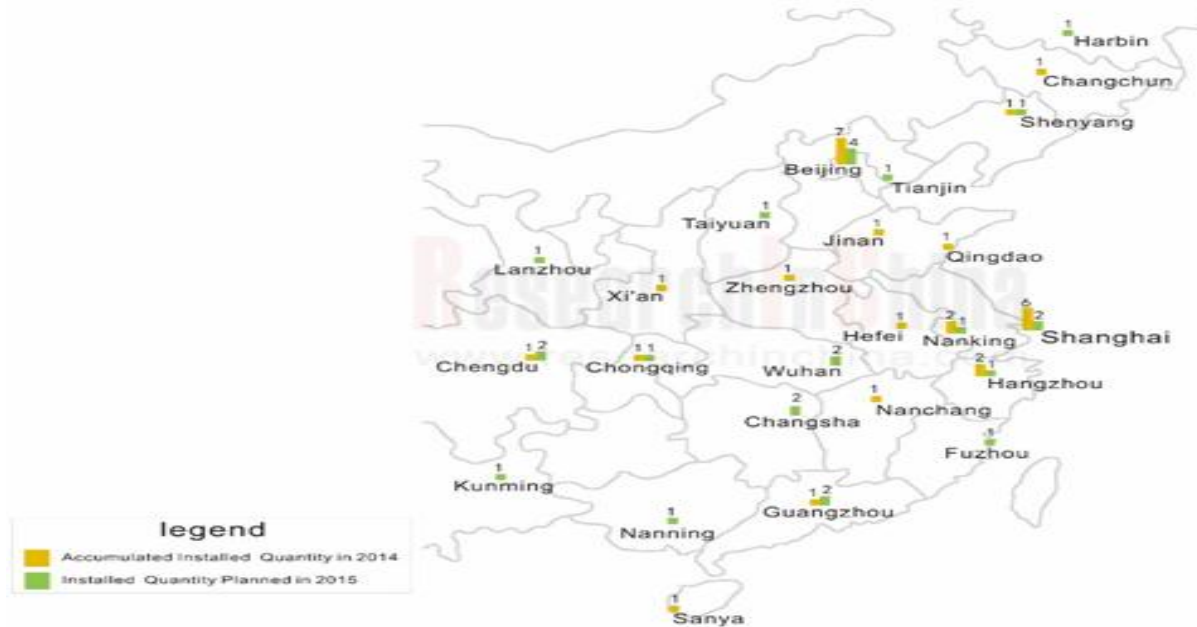 1
Harbin
1
Changchun
1 1
Shenyang
7 4
Beijing
1
Tianjin
1
Taiyuan
1
Jinan
1
Qingdao
1
Lanzhou
1
Xi'an
1
Zhengzhou
ResearchInChina
www.researchinchina.c
1
Hefei
2 1
Nanking
6 2
Shanghai
1 2
Chengdu
1 1
Chongqing
2
Wuhan
2 1
Hangzhou
2
Changsha
1
Nanchang
1
Fuzhou
1
Kunming
1
Nanning
1 2
Guangzhou
1
Sanya
legend
Accumulated Installed Quantity in 2014
Installed Quantity Planned in 2015